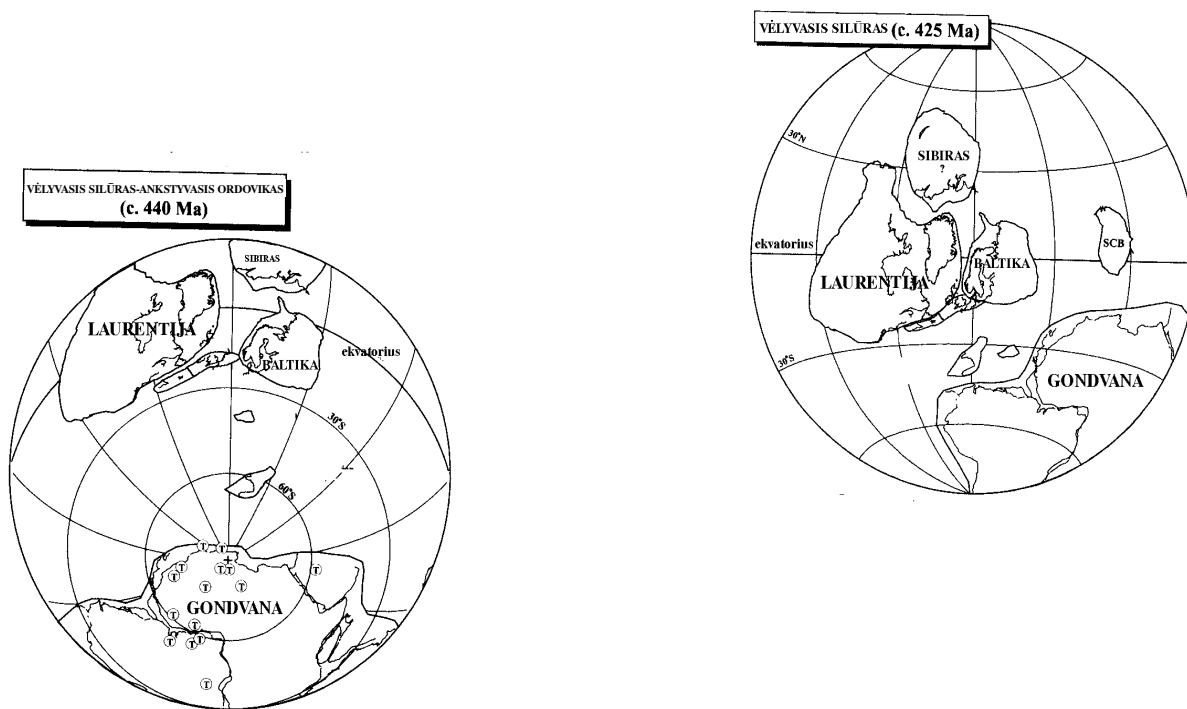 VĖLYVASIS SILŪRAS-ANKSTYVASIS ORDOVIKAS
(c. 440 Ma)
SIBIRAS
LAURENTIJA
ekvatorius
BALTIKA
30°S
60°S
T T
+
T T T T T
T T
GONDVANA
T
T
T T T
T
VĖLYVASIS SILŪRAS (c. 425 Ma)
30°N
SIBIRAS
?
ekvatorius
SCB
BALTIKA
LAURENTIJA
30°S
GONDVANA